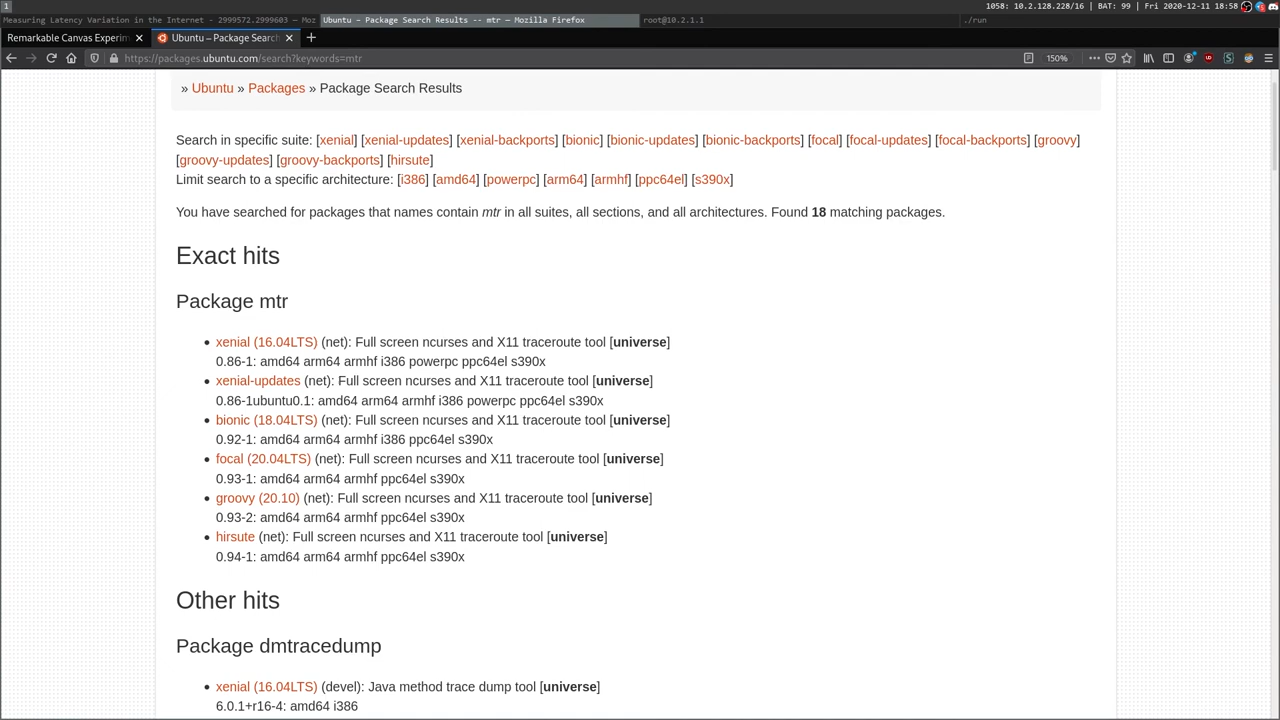 1
1058: 10.2.128.228/16 | BAT: 99 | Fri 2020-12-11 18:58
Measuring Latency Variation in the Internet - 2999572.2999603 — Moz
Ubuntu – Package Search Results -- mtr — Mozilla Firefox
root@10.2.1.1
./run
Remarkable Canvas Experim
Ubuntu – Package Search
https://packages.ubuntu.com/search?keywords=mtr
150%
» Ubuntu » Packages » Package Search Results
Search in specific suite: [xenial] [xenial-updates] [xenial-backports] [bionic] [bionic-updates] [bionic-backports] [focal] [focal-updates] [focal-backports] [groovy]
[groovy-updates] [groovy-backports] [hirsute]
Limit search to a specific architecture: [i386] [amd64] [powerpc] [arm64] [armhf] [ppc64el] [s390x]
You have searched for packages that names contain mtr in all suites, all sections, and all architectures. Found 18 matching packages.
Exact hits
Package mtr
• xenial (16.04LTS) (net): Full screen ncurses and X11 traceroute tool [universe]
0.86-1: amd64 arm64 armhf i386 powerpc ppc64el s390x
• xenial-updates (net): Full screen ncurses and X11 traceroute tool [universe]
0.86-1ubuntu0.1: amd64 arm64 armhf i386 powerpc ppc64el s390x
• bionic (18.04LTS) (net): Full screen ncurses and X11 traceroute tool [universe]
0.92-1: amd64 arm64 armhf i386 ppc64el s390x
• focal (20.04LTS) (net): Full screen ncurses and X11 traceroute tool [universe]
0.93-1: amd64 arm64 armhf ppc64el s390x
• groovy (20.10) (net): Full screen ncurses and X11 traceroute tool [universe]
0.93-2: amd64 arm64 armhf ppc64el s390x
• hirsute (net): Full screen ncurses and X11 traceroute tool [universe]
0.94-1: amd64 arm64 armhf ppc64el s390x
Other hits
Package dmtracedump
• xenial (16.04LTS) (devel): Java method trace dump tool [universe]
6.0.1+r16-4: amd64 i386